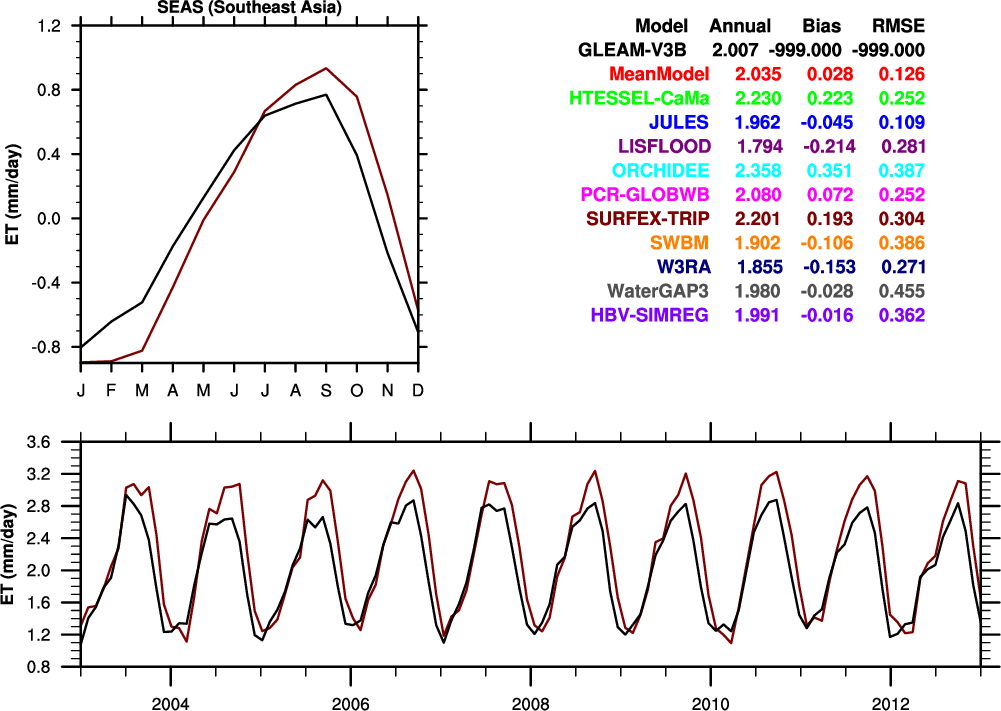 SEAS (Southeast Asia)
1.2
0.8
0.4
0.0
-0.4
-0.8
ET (mm/day)
J F M A M J J A S O N D
Model Annual Bias RMSE
GLEAM-V3B 2.007 -999.000 -999.000
MeanModel 2.035 0.028 0.126
HTESSEL-CaMa 2.230 0.223 0.252
JULES 1.962 -0.045 0.109
LISFLOOD 1.794 -0.214 0.281
ORCHIDEE 2.358 0.351 0.387
PCR-GLOBWB 2.080 0.072 0.252
SURFEX-TRIP 2.201 0.193 0.304
SWBM 1.902 -0.106 0.386
W3RA 1.855 -0.153 0.271
WaterGAP3 1.980 -0.028 0.455
HBV-SIMREG 1.991 -0.016 0.362
3.6
3.2
2.8
2.4
2.0
1.6
1.2
0.8
ET (mm/day)
2004 2006 2008 2010 2012